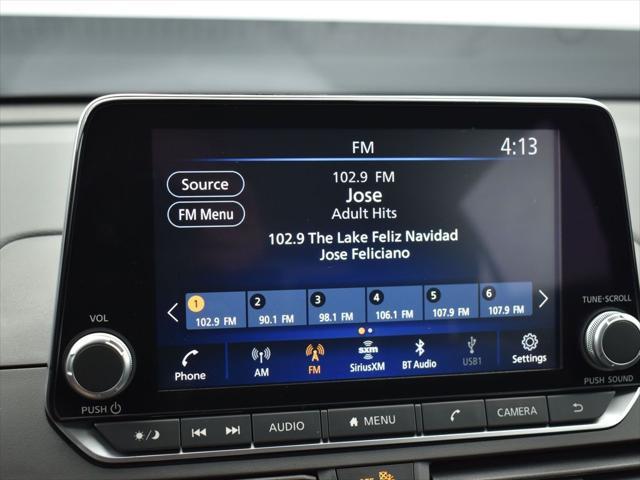 FM 4:13
Source
102.9 FM
Jose
FM Menu
Adult Hits
102.9 The Lake Feliz Navidad
Jose Feliciano
1 2 3 4 5 6
102.9 FM 90.1 FM 98.1 FM 106.1 FM 107.9 FM 107.9 FM
Phone AM FM sxm SiriusXM BT Audio USB1 Settings
VOL
PUSH
TUNE·SCROLL
PUSH SOUND
AUDIO MENU CAMERA
OFF